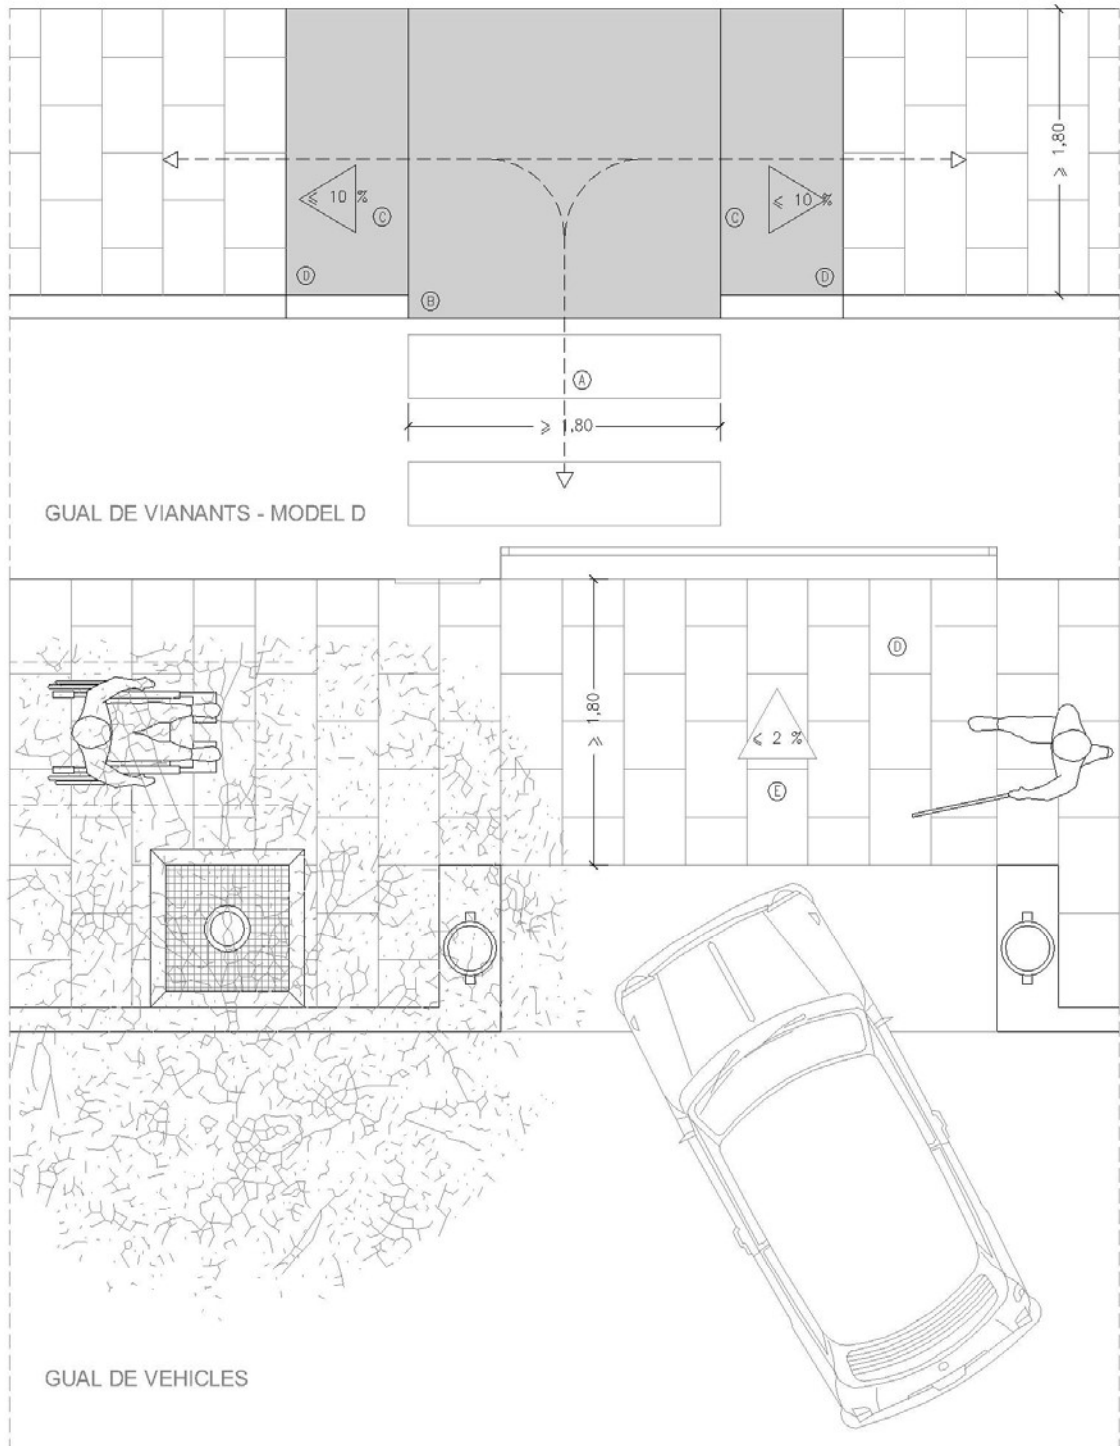 ≥ 1,80
≤ 10 %
≤ 10 %
C
C
D
D
B
A
≥ 1,80
GUAL DE VIANANTS - MODEL D
D
≥ 1,80
≤ 2 %
E
GUAL DE VEHICLES